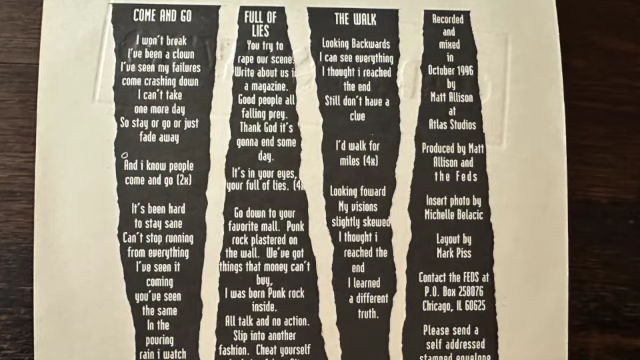 COME AND GO
I won't break
I've been a clown
I've seen my failures
come crashing down
I can't take
one more day
So stay or go or just
fade away
And i know people
come and go (2x)
It's been hard
to stay sane
Can't stop running
from everything
I've seen it
coming
you've seen
the same
In the
pouring
rain i watch
FULL OF
LIES
You try to
rape our scene.
Write about us in
a magazine.
Good people all
falling prey.
Thank God it's
gonna end some
day.
It's in your eyes,
your full of lies. (4x
Go down to your
favorite mall. Punk
rock plastered on
the wall. We've got
things that money can't
buy,
I was born Punk rock
inside.
All talk and no action.
Slip into another
fashion. Cheat yourself
THE WALK
Looking Backwards
I can see everything
I thought i reached
the end
Still don't have a
clue
I'd walk for
miles (4x)
Looking foward
My visions
slightly skewed
I thought i
reached the
end
I learned
a different
truth.
Recorded
and
mixed
in
October 1996
by
Matt Allison
at
Atlas Studios
Produced by Matt
Allison and
the Feds
Insert photo by
Michelle Belacic
Layout by
Mark Piss
Contact the FEDS at
P.O. Box 258076
Chicago, IL 60625
Please send a
self addressed
stamped envelope